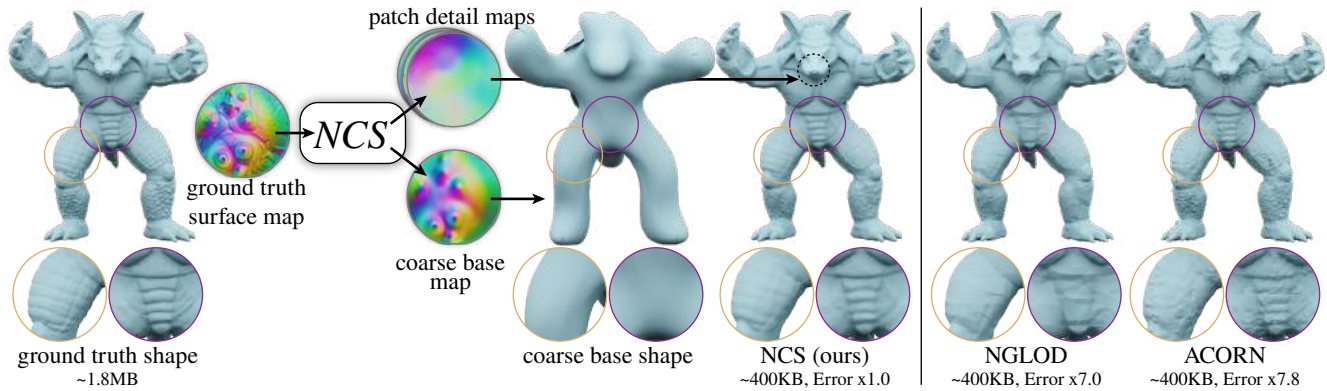 patch detail maps
NCS
ground truth
surface map
coarse base
map
ground truth shape
~1.8MB
coarse base shape
NCS (ours)
~400KB, Error x1.0
NGLOD
~400KB, Error x7.0
ACORN
~400KB, Error x7.8